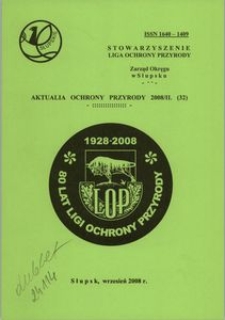 ISSN 1640 – 1409
STOWARZYSZENIE
LIGA OCHRONY PRZYRODY
Zarząd Okręgu
w Słupsku
AKTUALIA OCHRONY PRZYRODY 2008/II. (32)
1928-2008
LOP
80 LAT LIGI OCHRONY PRZYRODY
dublet
Słupsk, wrzesień 2008 r.